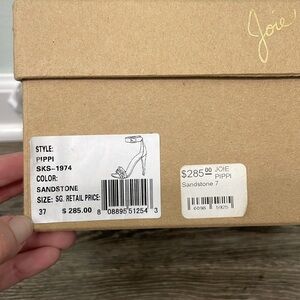 Joie
STYLE:
PIPPI
SKS-1974
COLOR:
SANDSTONE
SIZE: SG. RETAIL PRICE:
37 $ 285.00
8 08895 51254 3
$285.00 JOIE
PIPPI
Sandstone 7